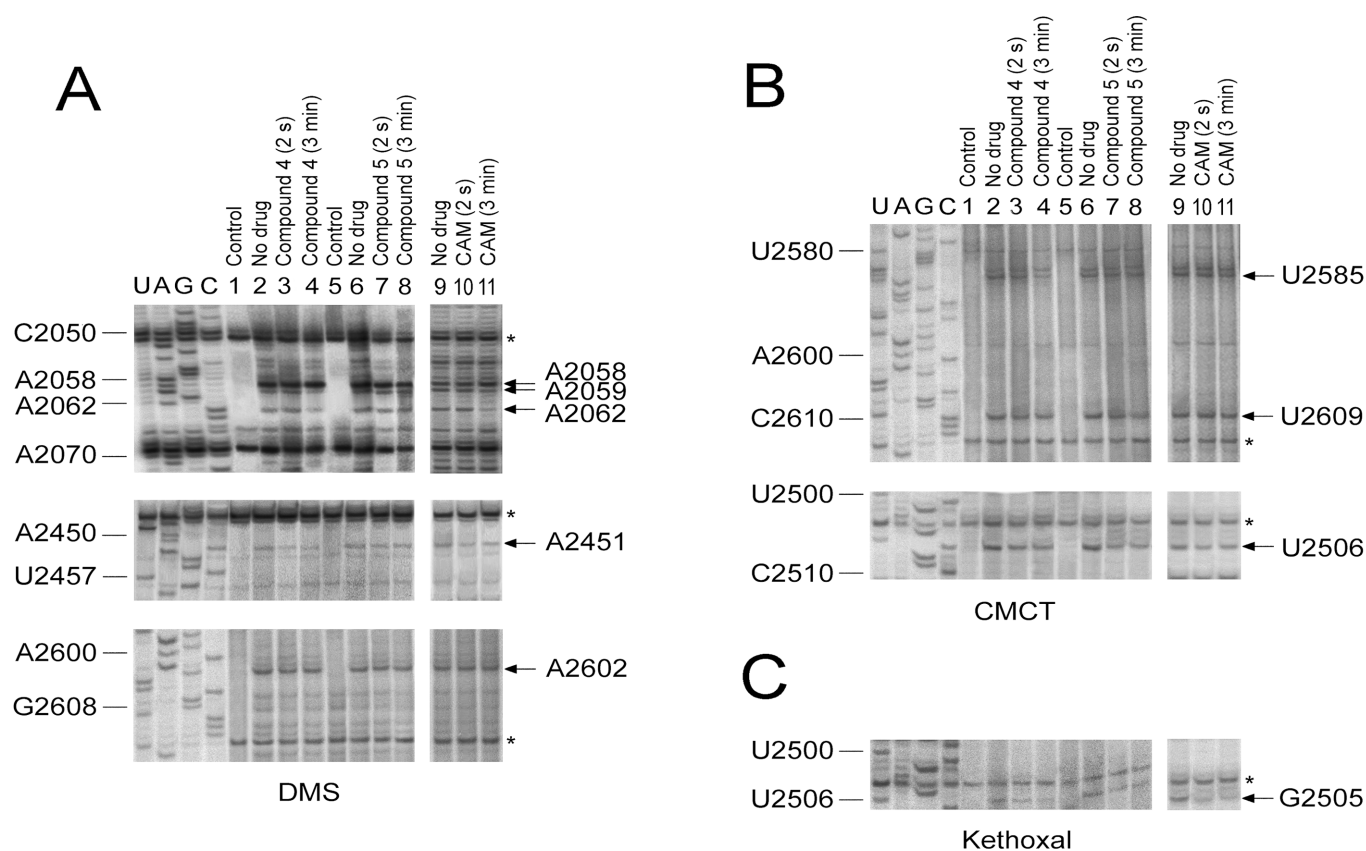 A
Control
No drug
Compound 4 (2 s)
Compound 4 (3 min)
Control
No drug
Compound 5 (2 s)
Compound 5 (3 min)
No drug
CAM (2 s)
CAM (3 min)
U A G C 1 2 3 4 5 6 7 8 9 10 11
C2050
*
A2058
A2058
A2059
A2062
A2062
A2070
*
A2450
A2451
U2457
A2600
A2602
G2608
*
DMS
B
Control
No drug
Compound 4 (2 s)
Compound 4 (3 min)
Control
No drug
Compound 5 (2 s)
Compound 5 (3 min)
No drug
CAM (2 s)
CAM (3 min)
U A G C 1 2 3 4 5 6 7 8 9 10 11
U2580
U2585
A2600
C2610
U2609
*
U2500
*
U2506
C2510
CMCT
C
U2500
*
U2506
G2505
Kethoxal